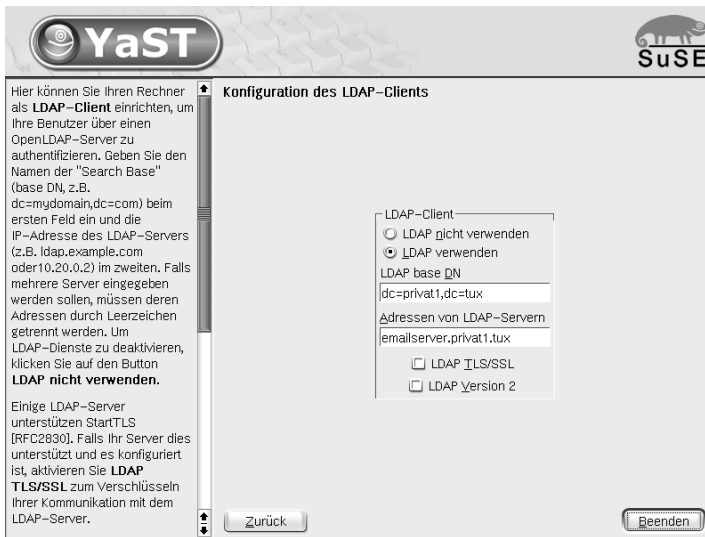 YaST
SuSE
Hier können Sie Ihren Rechner
als LDAP-Client einrichten, um
Ihre Benutzer über einen
OpenLDAP-Server zu
authentifizieren. Geben Sie den
Namen der "Search Base"
(base DN, z.B.
dc=mydomain,dc=com) beim
ersten Feld ein und die
IP-Adresse des LDAP-Servers
(z.B. ldap.example.com
oder10.20.0.2) im zweiten. Falls
mehrere Server eingegeben
werden sollen, müssen deren
Adressen durch Leerzeichen
getrennt werden. Um
LDAP-Dienste zu deaktivieren,
klicken Sie auf den Button
LDAP nicht verwenden.
Einige LDAP-Server
unterstützen StartTLS
[RFC2830]. Falls Ihr Server dies
unterstützt und es konfiguriert
ist, aktivieren Sie LDAP
TLS/SSL zum Verschlüsseln
Ihrer Kommunikation mit dem
LDAP-Server.
Konfiguration des LDAP-Clients
LDAP-Client
LDAP nicht verwenden
LDAP verwenden
LDAP base DN
dc=privat1,dc=tux
Adressen von LDAP-Servern
emailserver.privat1.tux
LDAP TLS/SSL
LDAP Version 2
Zurück
Beenden